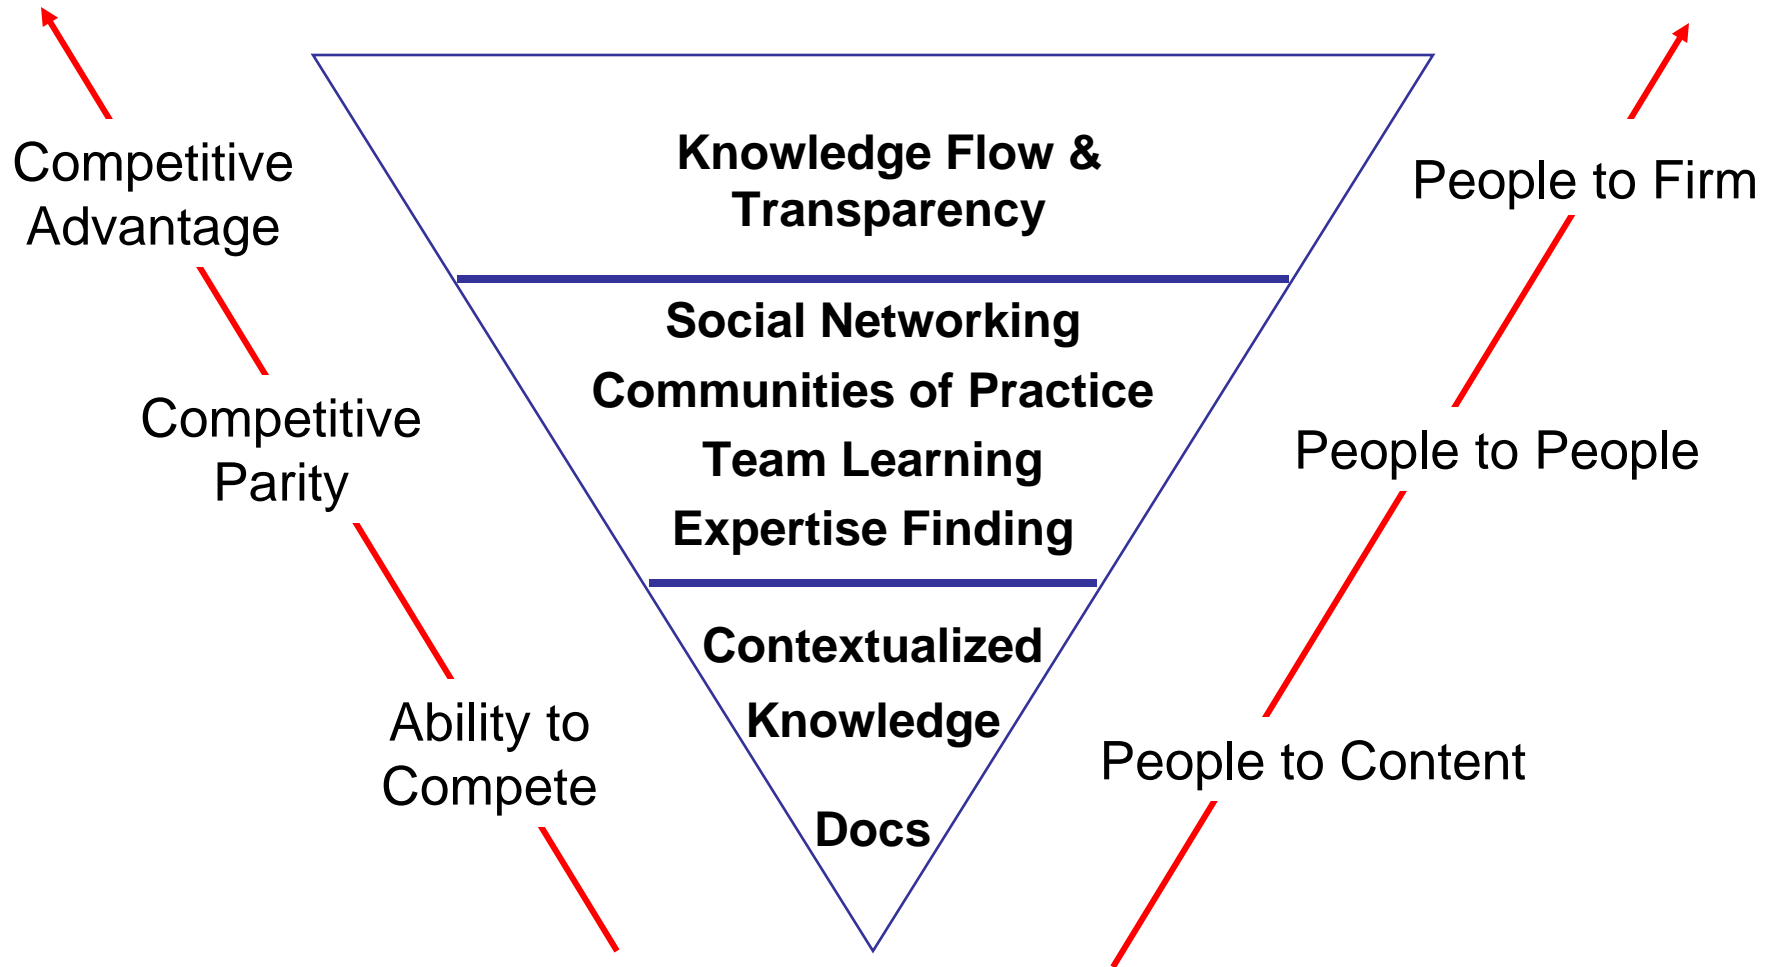 Competitive
Advantage
Knowledge Flow &
Transparency
People to Firm
Social Networking
Communities of Practice
Team Learning
Expertise Finding
Competitive
Parity
People to People
Contextualized
Knowledge
Docs
Ability to
Compete
People to Content